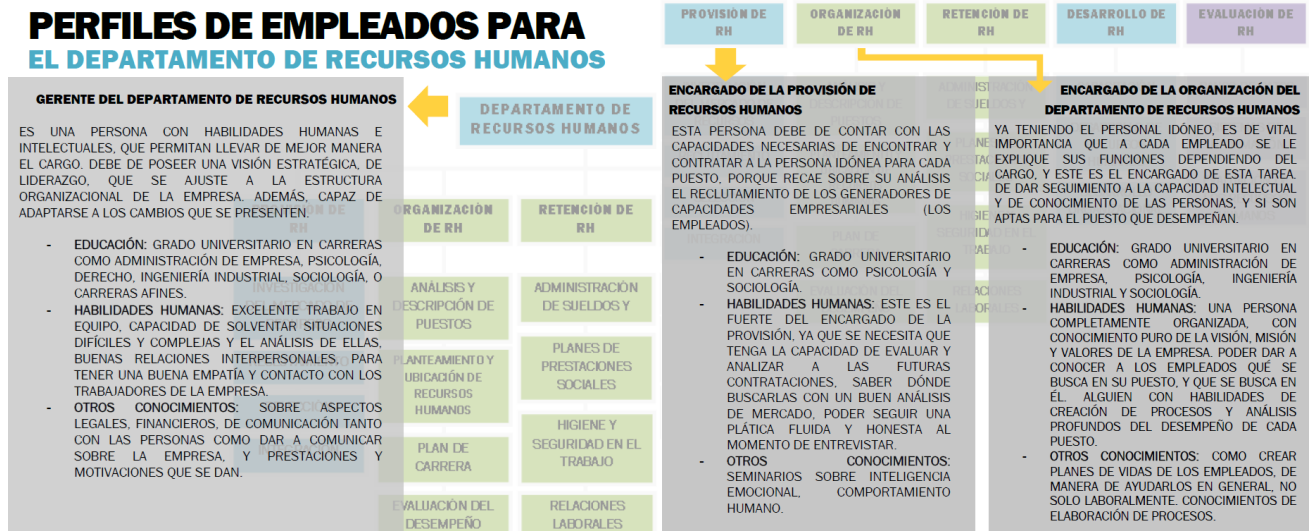 PERFILES DE EMPLEADOS PARA
EL DEPARTAMENTO DE RECURSOS HUMANOS
GERENTE DEL DEPARTAMENTO DE RECURSOS HUMANOS
ES UNA PERSONA CON HABILIDADES HUMANAS E
INTELECTUALES, QUE PERMITAN LLEVAR DE MEJOR MANERA
EL CARGO. DEBE DE POSEER UNA VISIÓN ESTRATÉGICA, DE
LIDERAZGO, QUE SE AJUSTE A LA ESTRUCTURA
ORGANIZACIONAL DE LA EMPRESA. ADEMÁS, CAPAZ DE
ADAPTARSE A LOS CAMBIOS QUE SE PRESENTEN.
- EDUCACIÓN: GRADO UNIVERSITARIO EN CARRERAS
COMO ADMINISTRACIÓN DE EMPRESA, PSICOLOGÍA,
DERECHO, INGENIERÍA INDUSTRIAL, SOCIOLOGÍA, O
CARRERAS AFINES.
- HABILIDADES HUMANAS: EXCELENTE TRABAJO EN
EQUIPO, CAPACIDAD DE SOLVENTAR SITUACIONES
DIFÍCILES Y COMPLEJAS Y EL ANÁLISIS DE ELLAS,
BUENAS RELACIONES INTERPERSONALES, PARA
TENER UNA BUENA EMPATÍA Y CONTACTO CON LOS
TRABAJADORES DE LA EMPRESA.
- OTROS CONOCIMIENTOS: SOBRE ASPECTOS
LEGALES, FINANCIEROS, DE COMUNICACIÓN TANTO
CON LAS PERSONAS COMO DAR A COMUNICAR
SOBRE LA EMPRESA, Y PRESTACIONES Y
MOTIVACIONES QUE SE DAN.
DEPARTAMENTO DE
RECURSOS HUMANOS
ORGANIZACIÓN
DE RH
RETENCIÓN DE
RH
ANÁLISIS Y
DESCRIPCIÓN DE
PUESTOS
ADMINISTRACIÓN
DE SUELDOS Y
PLANTEAMIENTO Y
UBICACIÓN DE
RECURSOS
HUMANOS
PLANES DE
PRESTACIONES
SOCIALES
PLAN DE
CARRERA
HIGIENE Y
SEGURIDAD EN EL
TRABAJO
EVALUACIÓN DEL
DESEMPEÑO
RELACIONES
LABORALES
PROVISIÓN DE
RH
ORGANIZACIÓN
DE RH
RETENCIÓN DE
RH
DESARROLLO DE
RH
EVALUACIÓN DE
RH
ENCARGADO DE LA PROVISIÓN DE
RECURSOS HUMANOS
ESTA PERSONA DEBE DE CONTAR CON LAS
CAPACIDADES NECESARIAS DE ENCONTRAR Y
CONTRATAR A LA PERSONA IDÓNEA PARA CADA
PUESTO, PORQUE RECAE SOBRE SU ANÁLISIS
EL RECLUTAMIENTO DE LOS GENERADORES DE
CAPACIDADES EMPRESARIALES (LOS
EMPLEADOS).
- EDUCACIÓN: GRADO UNIVERSITARIO
EN CARRERAS COMO PSICOLOGÍA Y
SOCIOLOGÍA.
- HABILIDADES HUMANAS: ESTE ES EL
FUERTE DEL ENCARGADO DE LA
PROVISIÓN, YA QUE SE NECESITA QUE
TENGA LA CAPACIDAD DE EVALUAR Y
ANALIZAR A LAS FUTURAS
CONTRATACIONES, SABER DÓNDE
BUSCARLAS CON UN BUEN ANÁLISIS
DE MERCADO, PODER SEGUIR UNA
PLÁTICA FLUIDA Y HONESTA AL
MOMENTO DE ENTREVISTAR.
- OTROS CONOCIMIENTOS:
SEMINARIOS SOBRE INTELIGENCIA
EMOCIONAL, COMPORTAMIENTO
HUMANO.
ENCARGADO DE LA ORGANIZACIÓN DEL
DEPARTAMENTO DE RECURSOS HUMANOS
YA TENIENDO EL PERSONAL IDÓNEO, ES DE VITAL
IMPORTANCIA QUE A CADA EMPLEADO SE LE
EXPLIQUE SUS FUNCIONES DEPENDIENDO DEL
CARGO, Y ESTE ES EL ENCARGADO DE ESTA TAREA.
DE DAR SEGUIMIENTO A LA CAPACIDAD INTELECTUAL
Y DE CONOCIMIENTO DE LAS PERSONAS, Y SI SON
APTAS PARA EL PUESTO QUE DESEMPEÑAN.
- EDUCACIÓN: GRADO UNIVERSITARIO EN
CARRERAS COMO ADMINISTRACIÓN DE
EMPRESA, PSICOLOGÍA, INGENIERÍA
INDUSTRIAL Y SOCIOLOGÍA.
- HABILIDADES HUMANAS: UNA PERSONA
COMPLETAMENTE ORGANIZADA, CON
CONOCIMIENTO PURO DE LA VISIÓN, MISIÓN
Y VALORES DE LA EMPRESA. PODER DAR A
CONOCER A LOS EMPLEADOS QUÉ SE
BUSCA EN SU PUESTO, Y QUE SE BUSCA EN
ÉL. ALGUIEN CON HABILIDADES DE
CREACIÓN DE PROCESOS Y ANÁLISIS
PROFUNDOS DEL DESEMPEÑO DE CADA
PUESTO.
- OTROS CONOCIMIENTOS: COMO CREAR
PLANES DE VIDAS DE LOS EMPLEADOS, DE
MANERA DE AYUDARLOS EN GENERAL, NO
SOLO LABORALMENTE. CONOCIMIENTOS DE
ELABORACIÓN DE PROCESOS.